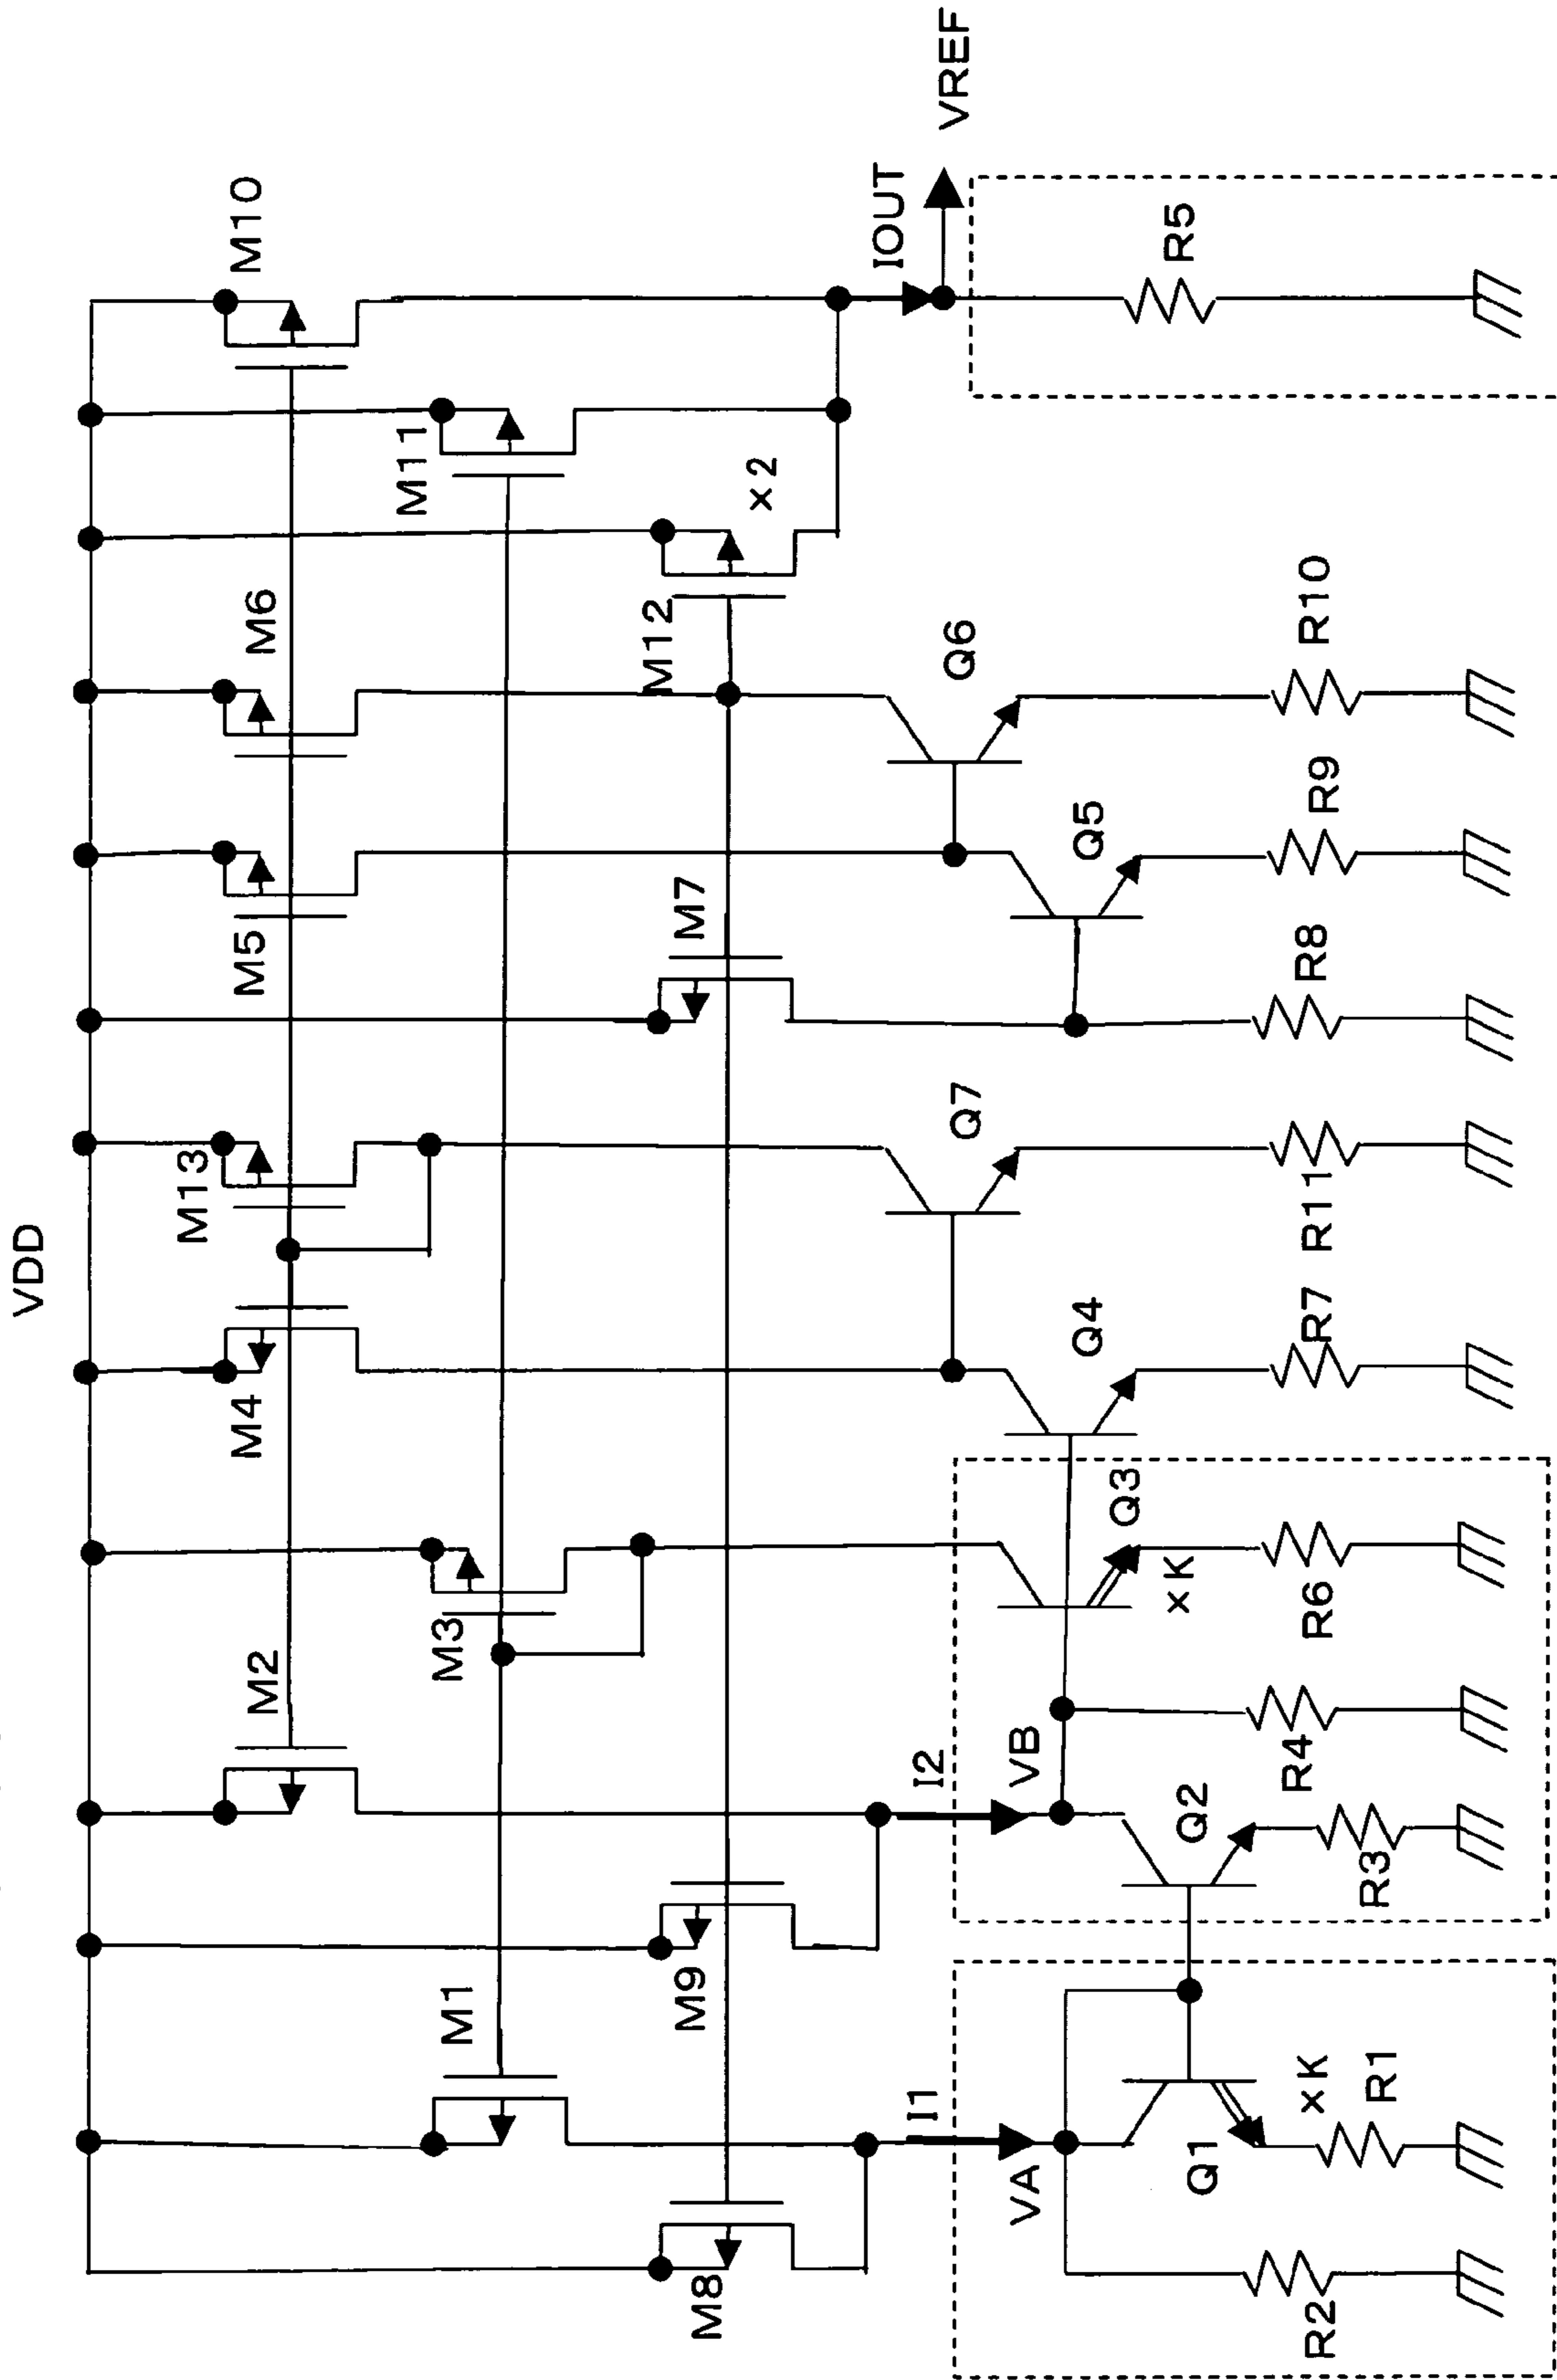 VDD
M10
M6
M5
M13
M4
M2
M11
M3
M1
×2
M12
M7
M9
M8
Q6
Q5
Q7
Q4
Q3
×K
Q2
Q1
×K
IOUT
VREF
I2
VB
I1
VA
R5
R10
R9
R8
R11
R7
R6
R4
R3
R1
R2